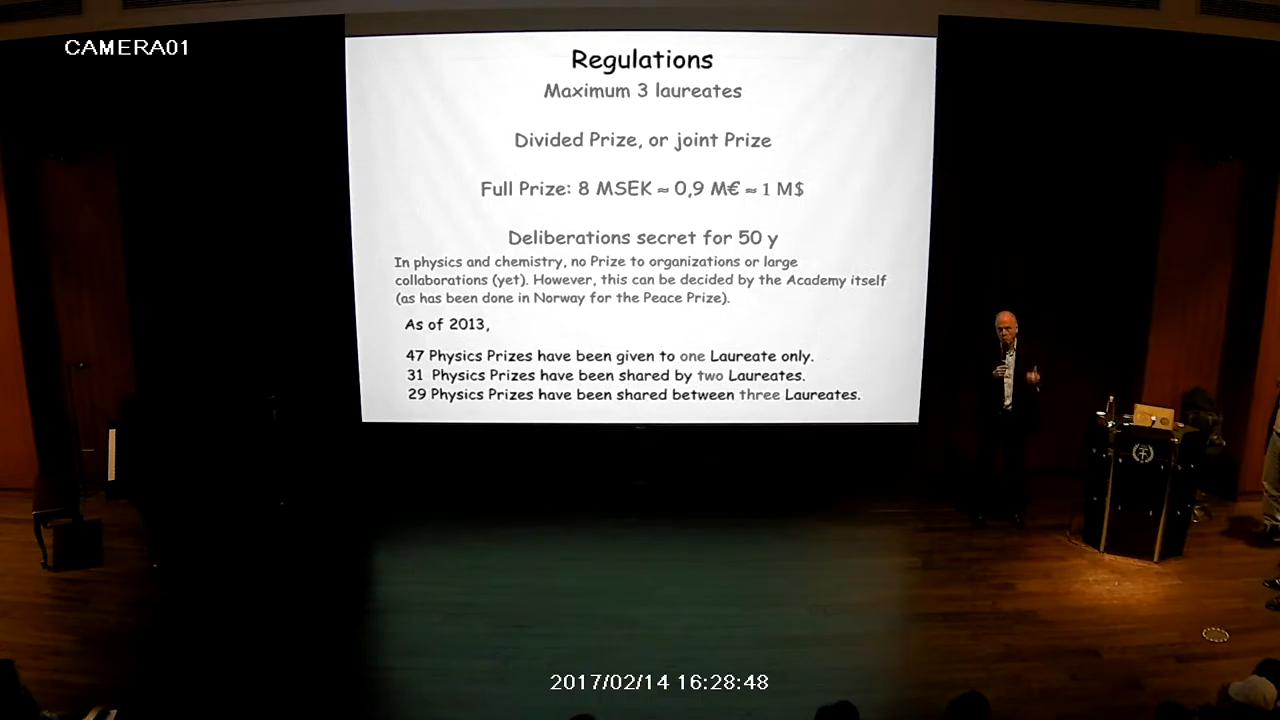 CAMERA01
Regulations
Maximum 3 laureates
Divided Prize, or joint Prize
Full Prize: 8 MSEK ≈ 0,9 M€ ≈ 1 M$
Deliberations secret for 50 y
In physics and chemistry, no Prize to organizations or large
collaborations (yet). However, this can be decided by the Academy itself
(as has been done in Norway for the Peace Prize).
As of 2013,
47 Physics Prizes have been given to one Laureate only.
31 Physics Prizes have been shared by two Laureates.
29 Physics Prizes have been shared between three Laureates.
2017/02/14 16:28:48